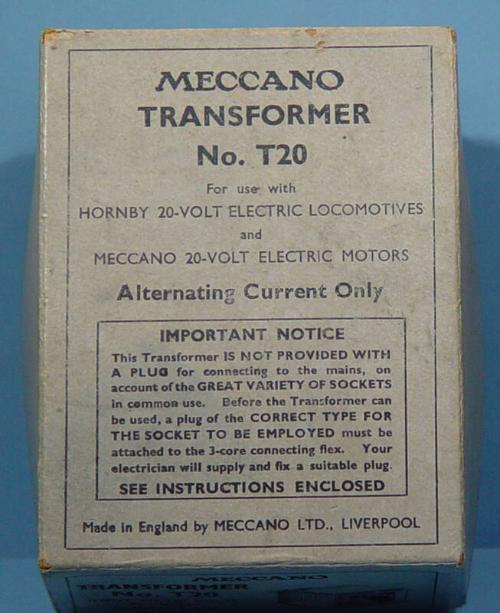 MECCANO
TRANSFORMER
No. T20
For use with
HORNBY 20-VOLT ELECTRIC LOCOMOTIVES
and
MECCANO 20-VOLT ELECTRIC MOTORS
Alternating Current Only
IMPORTANT NOTICE
This Transformer IS NOT PROVIDED WITH
A PLUG for connecting to the mains, on
account of the GREAT VARIETY OF SOCKETS
in common use. Before the Transformer can
be used, a plug of the CORRECT TYPE FOR
THE SOCKET TO BE EMPLOYED must be
attached to the 3-core connecting flex. Your
electrician will supply and fix a suitable plug.
SEE INSTRUCTIONS ENCLOSED
Made in England by MECCANO LTD., LIVERPOOL
MECCANO
TRANSFORMER
No. T20